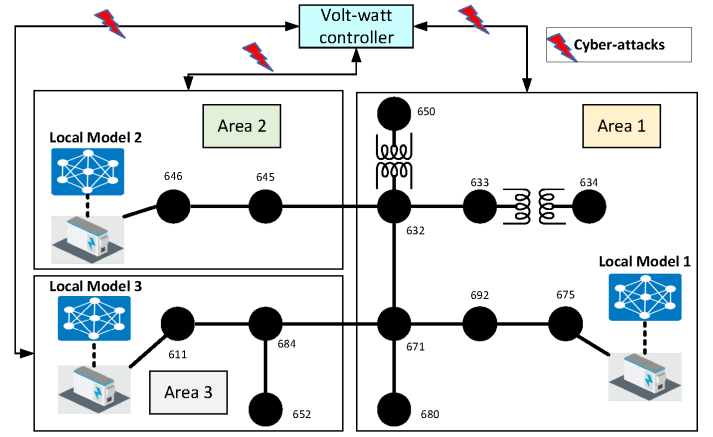 Volt-watt
controller
Cyber-attacks
Area 2
Local Model 2
646
645
650
Area 1
633
634
632
Local Model 1
Local Model 3
692
675
611
684
671
Area 3
652
680